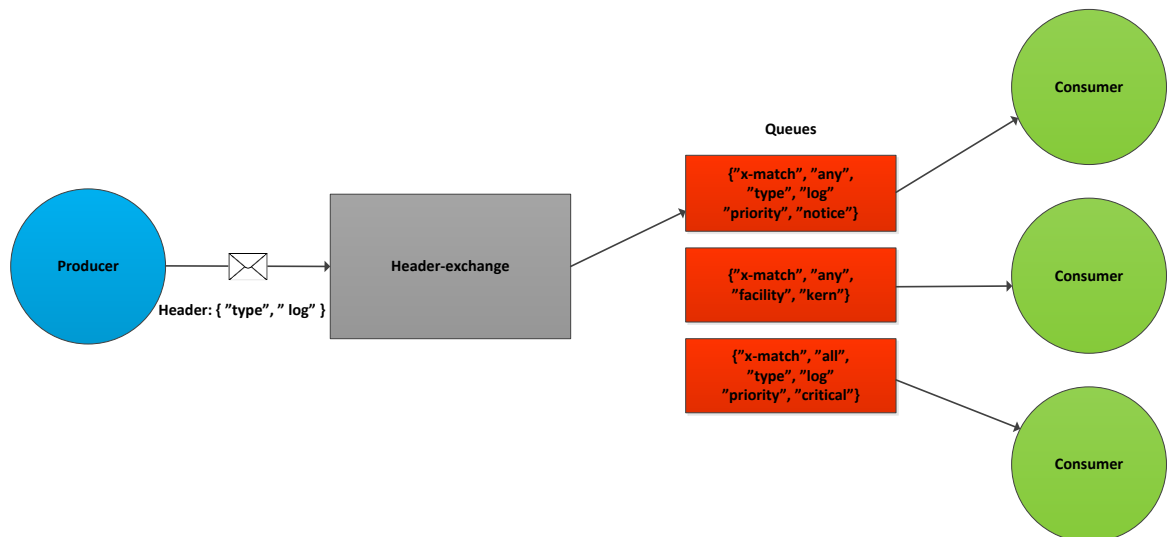 Producer
Header: { ”type”, ” log” }
Header-exchange
Queues
{”x-match”, ”any”,
”type”, ”log”
”priority”, ”notice”}
{”x-match”, ”any”,
”facility”, ”kern”}
{”x-match”, ”all”,
”type”, ”log”
”priority”, ”critical”}
Consumer
Consumer
Consumer